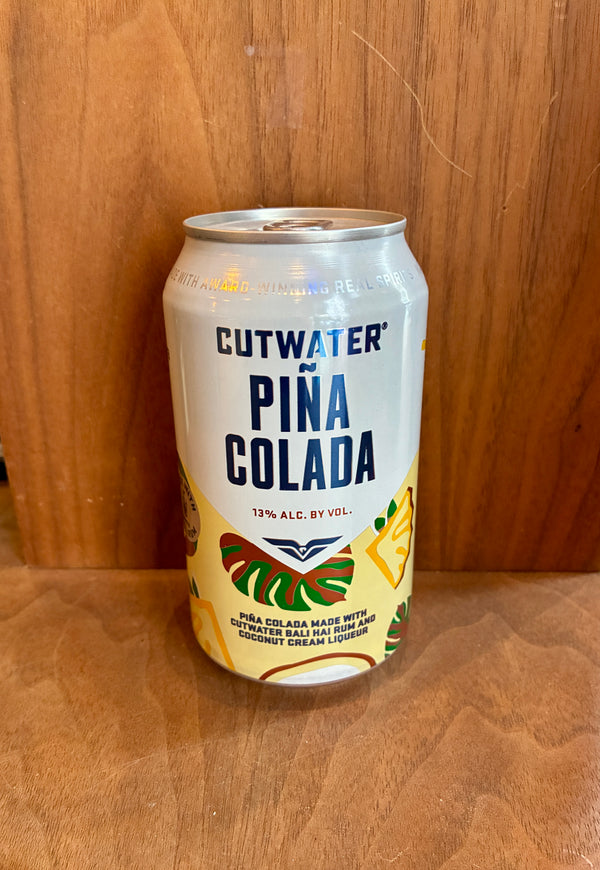 WITH AWARD-WINNING REAL SPIRITS
CUTWATER®
PIÑA
COLADA
13% ALC. BY VOL.
PIÑA COLADA MADE WITH
CUTWATER BALI HAI RUM AND
COCONUT CREAM LIQUEUR